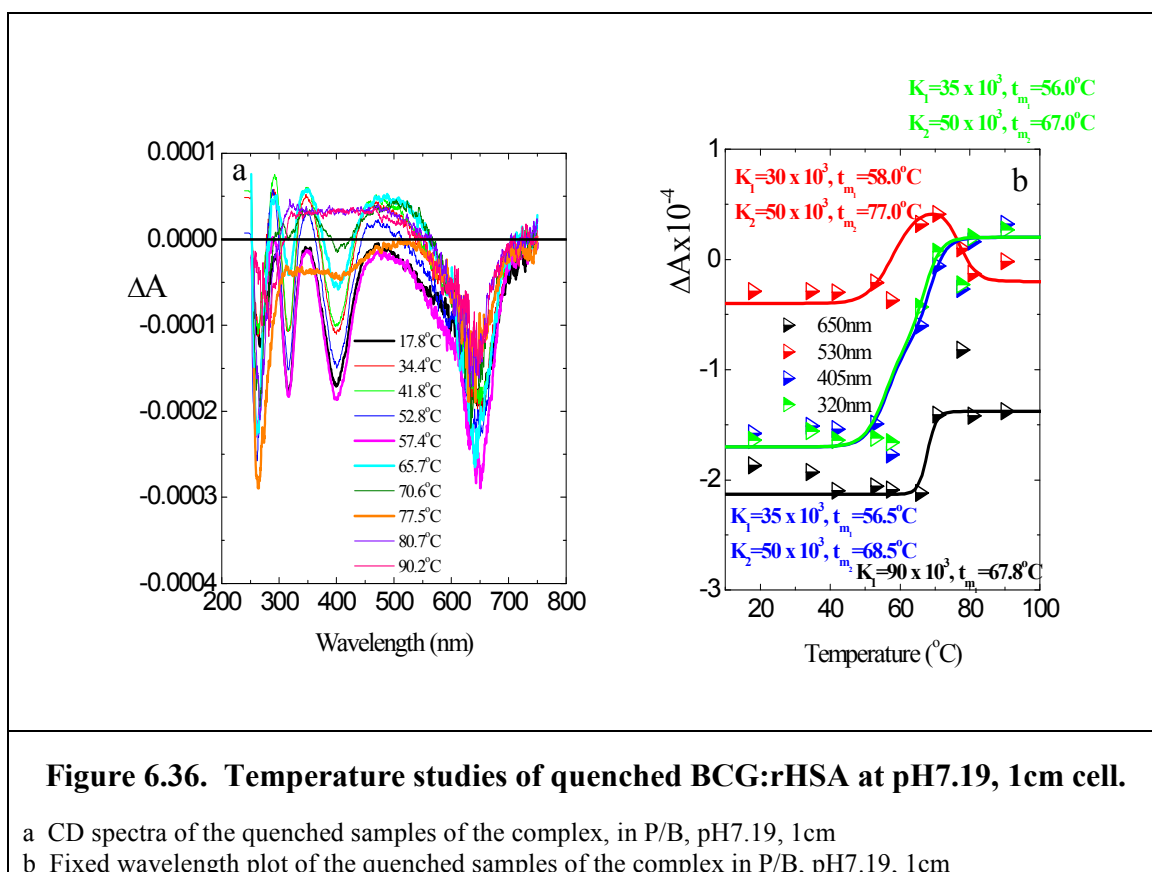 a
0.0001
0.0000
-0.0001
-0.0002
-0.0003
-0.0004
ΔA
17.8°C
34.4°C
41.8°C
52.8°C
57.4°C
65.7°C
70.6°C
77.5°C
80.7°C
90.2°C
200 300 400 500 600 700 800
Wavelength (nm)
K₁=35 x 10³, tₘ₁=56.0°C
K₂=50 x 10³, tₘ₂=67.0°C
b
K₁=30 x 10³, tₘ₁=58.0°C
K₂=50 x 10³, tₘ₂=77.0°C
1
0
-1
-2
-3
ΔAx10⁻⁴
650nm
530nm
405nm
320nm
K₁=35 x 10³, tₘ₁=56.5°C
K₂=50 x 10³, tₘ₂=68.5°C
K₁=90 x 10³, tₘ₁=67.8°C
20 40 60 80 100
Temperature (°C)
Figure 6.36. Temperature studies of quenched BCG:rHSA at pH7.19, 1cm cell.
a CD spectra of the quenched samples of the complex, in P/B, pH7.19, 1cm
b Fixed wavelength plot of the quenched samples of the complex in P/B, pH7.19, 1cm